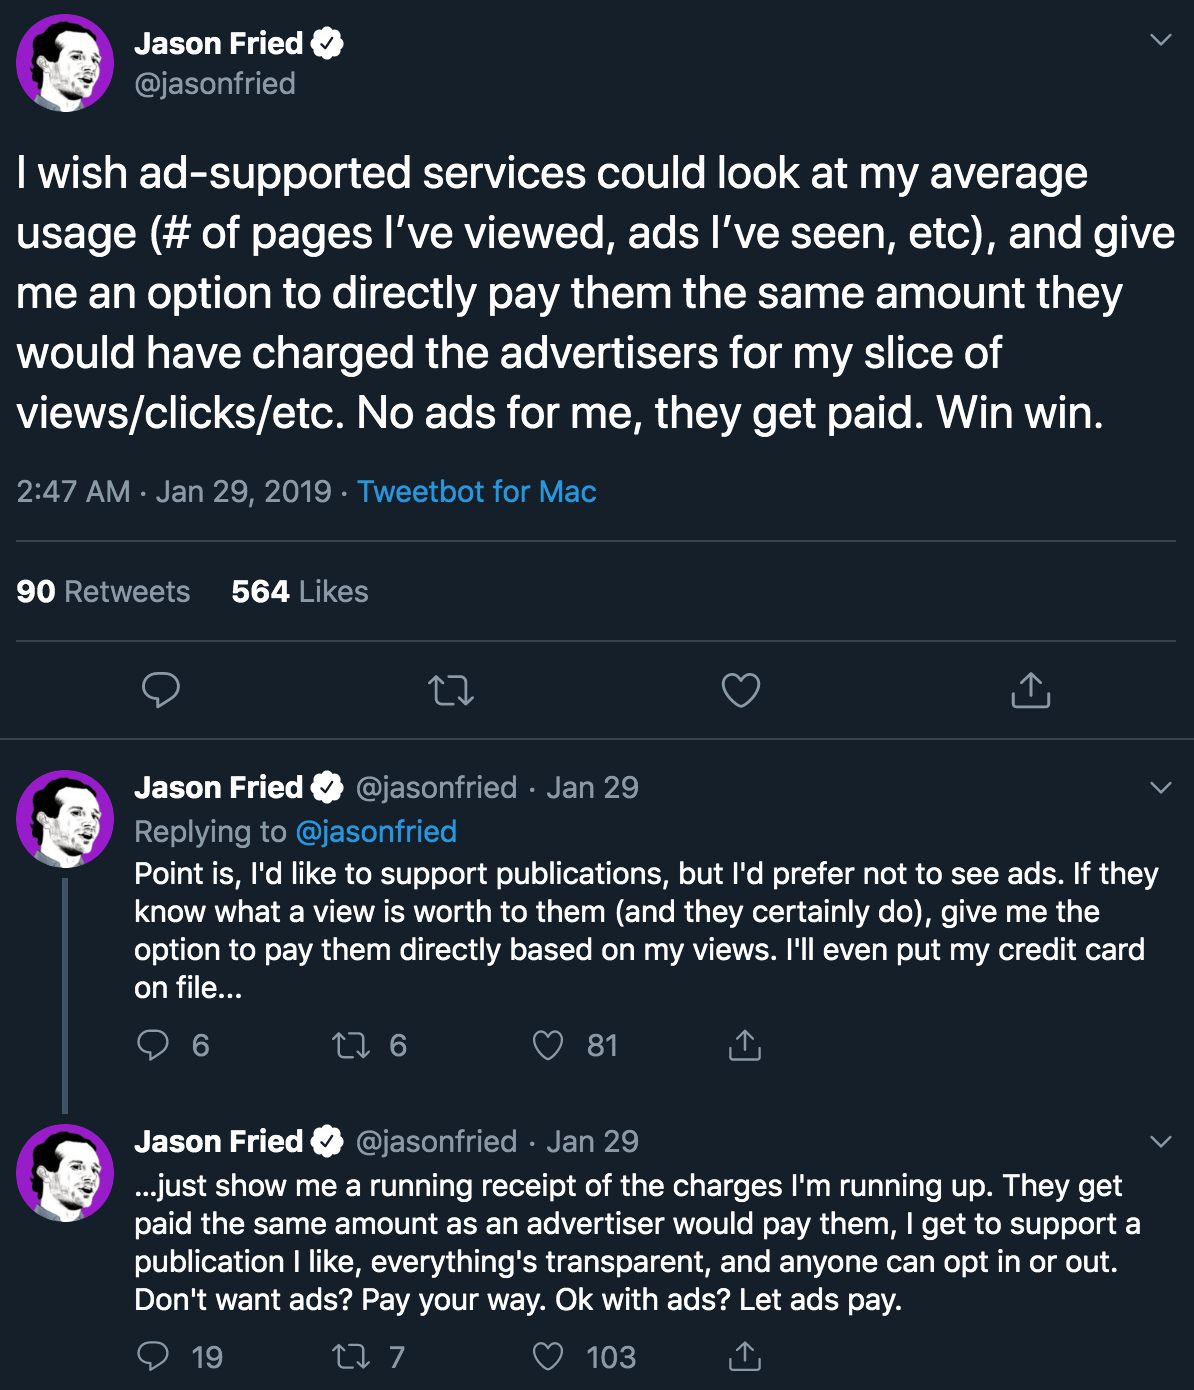 Jason Fried
@jasonfried
I wish ad-supported services could look at my average
usage (# of pages I’ve viewed, ads I’ve seen, etc), and give
me an option to directly pay them the same amount they
would have charged the advertisers for my slice of
views/clicks/etc. No ads for me, they get paid. Win win.
2:47 AM · Jan 29, 2019 · Tweetbot for Mac
90 Retweets 564 Likes
Jason Fried @jasonfried · Jan 29
Replying to @jasonfried
Point is, I'd like to support publications, but I'd prefer not to see ads. If they
know what a view is worth to them (and they certainly do), give me the
option to pay them directly based on my views. I'll even put my credit card
on file...
6 6 81
Jason Fried @jasonfried · Jan 29
...just show me a running receipt of the charges I'm running up. They get
paid the same amount as an advertiser would pay them, I get to support a
publication I like, everything's transparent, and anyone can opt in or out.
Don't want ads? Pay your way. Ok with ads? Let ads pay.
19 7 103